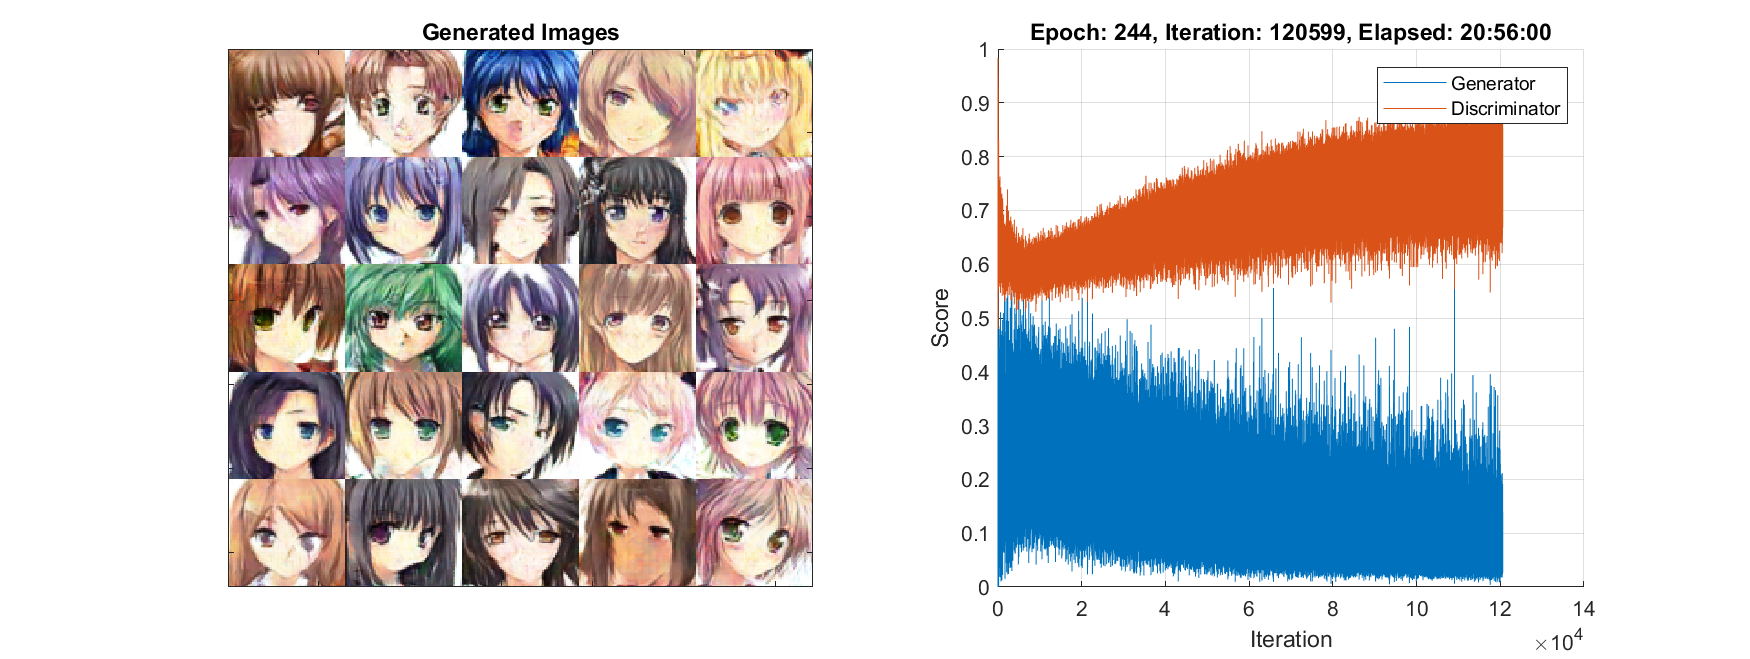 Generated Images
Epoch: 244, Iteration: 120599, Elapsed: 20:56:00
Generator
Discriminator
Score
1
0.9
0.8
0.7
0.6
0.5
0.4
0.3
0.2
0.1
0
0 2 4 6 8 10 12 14
Iteration
×10^4